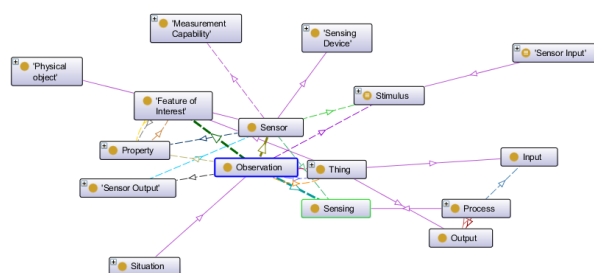 'Measurement
Capability'
'Sensing
Device'
'Sensor Input'
'Physical
object'
'Feature of
Interest'
Stimulus
Sensor
Property
Input
Observation
Thing
'Sensor Output'
Sensing
Process
Output
Situation